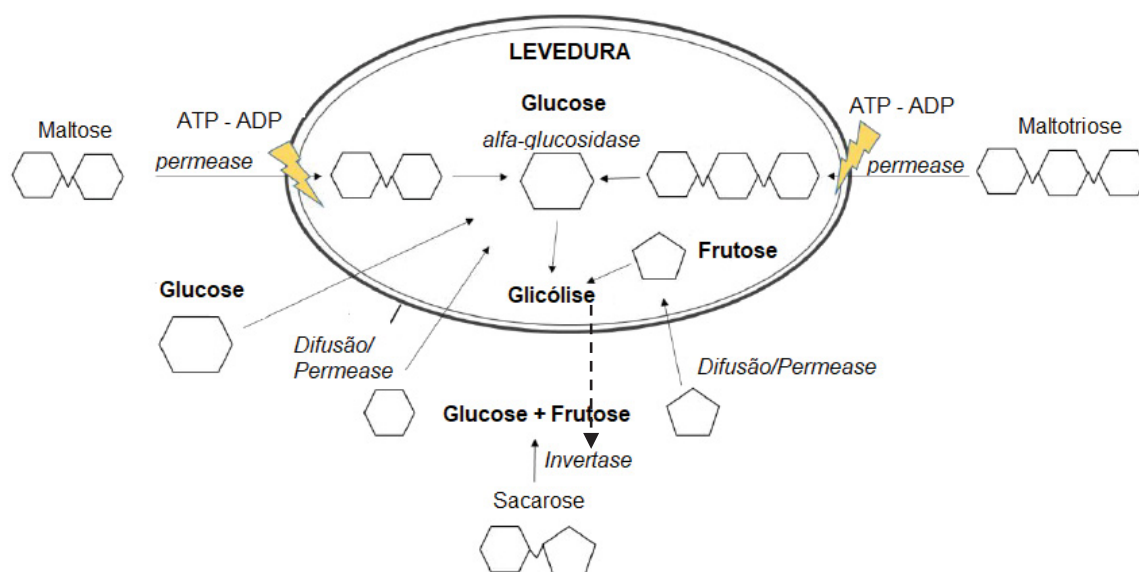 LEVEDURA
Glucose
alfa-glucosidase
ATP - ADP
Maltose
permease
ATP - ADP
Maltotriose
permease
Frutose
Glicólise
Glucose
Difusão/
Permease
Difusão/Permease
Glucose + Frutose
Invertase
Sacarose